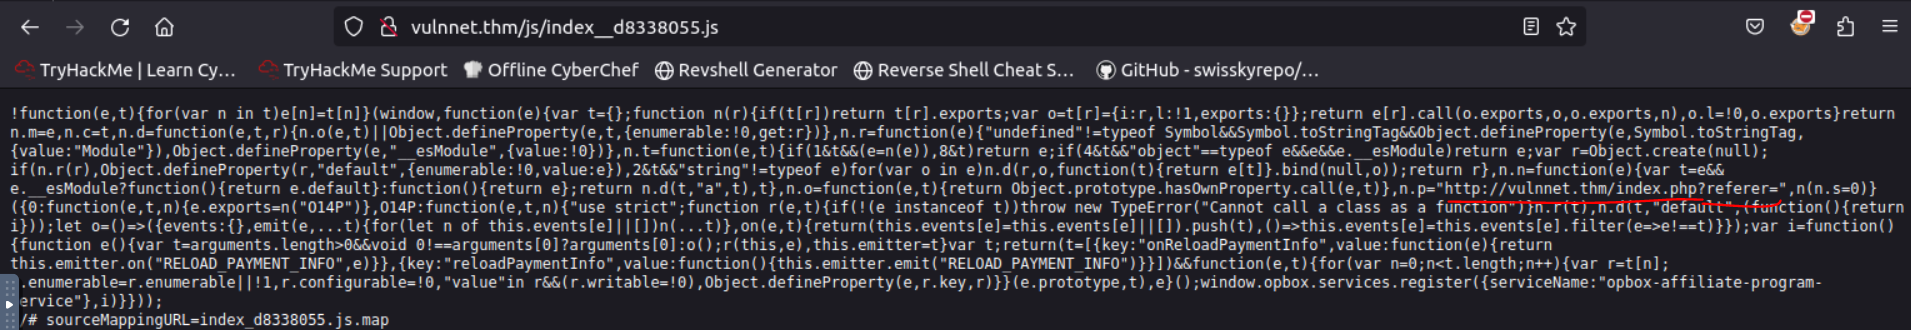 vulnnet.thm/js/index__d8338055.js
TryHackMe | Learn Cy... TryHackMe Support Offline CyberChef Revshell Generator Reverse Shell Cheat S... GitHub - swisskyrepo/...
!function(e,t){for(var n in t)e[n]=t[n]}(window,function(e){var t={};function n(r){if(t[r])return t[r].exports;var o=t[r]={i:r,l:!1,exports:{}};return e[r].call(o.exports,o,o.exports,n),o.l=!0,o.exports}return
n.m=e,n.c=t,n.d=function(e,t,r){n.o(e,t)||Object.defineProperty(e,t,{enumerable:!0,get:r})},n.r=function(e){"undefined"!=typeof Symbol&&Symbol.toStringTag&&Object.defineProperty(e,Symbol.toStringTag,
{value:"Module"}),Object.defineProperty(e,"__esModule",{value:!0})},n.t=function(e,t){if(1&t&&(e=n(e)),8&t)return e;if(4&t&&"object"==typeof e&&e&&e.__esModule)return e;var r=Object.create(null);
if(n.r(r),Object.defineProperty(r,"default",{enumerable:!0,value:e}),2&t&&"string"!=typeof e)for(var o in e)n.d(r,o,function(t){return e[t]}.bind(null,o));return r},n.n=function(e){var t=e&&
e.__esModule?function(){return e.default}:function(){return e};return n.d(t,"a",t),t},n.o=function(e,t){return Object.prototype.hasOwnProperty.call(e,t)},n.p="http://vulnnet.thm/index.php?referer=",n(n.s=0)}
({0:function(e,t,n){e.exports=n("O14P")},O14P:function(e,t,n){"use strict";function r(e,t){if(!(e instanceof t))throw new TypeError("Cannot call a class as a function")}n.r(t),n.d(t,"default",(function(){return
i}));let o=()=>({events:{},emit(e,...t){for(let n of this.events[e]||[])n(...t)},on(e,t){return(this.events[e]=this.events[e]||[]).push(t),()=>this.events[e]=this.events[e].filter(e=>e!==t)}});var i=function()
{function e(){var t=arguments.length>0&&void 0!==arguments[0]?arguments[0]:o();r(this,e),this.emitter=t}var t;return(t=[{key:"onReloadPaymentInfo",value:function(e){return
this.emitter.on("RELOAD_PAYMENT_INFO",e)}},{key:"reloadPaymentInfo",value:function(){this.emitter.emit("RELOAD_PAYMENT_INFO")}}])&&function(e,t){for(var n=0;n<t.length;n++){var r=t[n];
.enumerable=r.enumerable||!1,r.configurable=!0,"value"in r&&(r.writable=!0),Object.defineProperty(e,r.key,r)}}(e.prototype,t),e}();window.opbox.services.register({serviceName:"opbox-affiliate-program-
ervice"},i)}}));
/# sourceMappingURL=index_d8338055.js.map